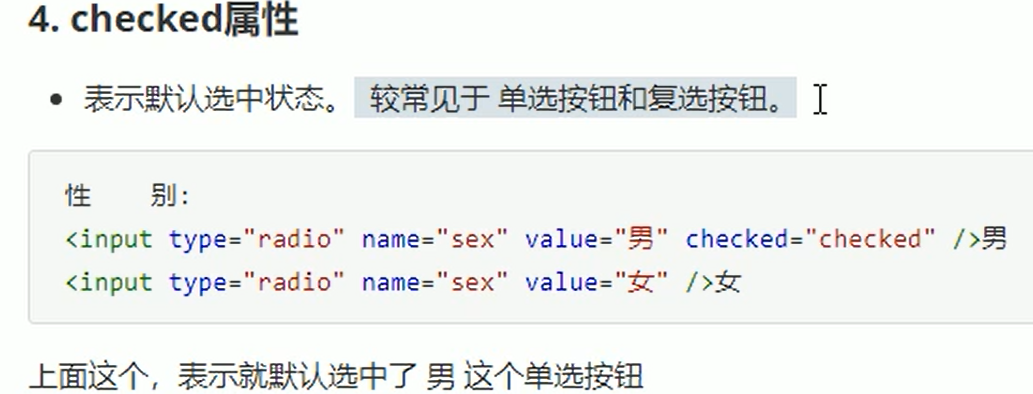 4. checked属性
表示默认选中状态。 较常见于 单选按钮和复选按钮。
性    别:
<input type="radio" name="sex" value="男" checked="checked" />男
<input type="radio" name="sex" value="女" />女
上面这个，表示就默认选中了 男 这个单选按钮